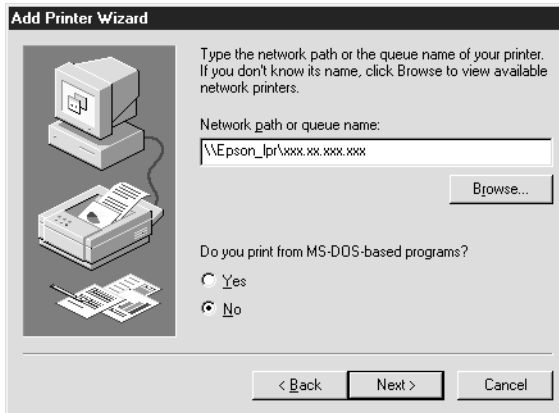 Add Printer Wizard
Type the network path or the queue name of your printer.
If you don't know its name, click Browse to view available
network printers.
Network path or queue name:
\\Epson_lpr\xxx.xx.xxx.xxx
Browse...
Do you print from MS-DOS-based programs?
Yes
No
< Back
Next >
Cancel